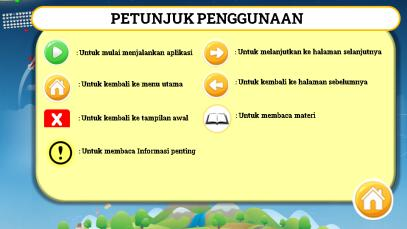 PETUNJUK PENGGUNAAN
: Untuk mulai menjalankan aplikasi
: Untuk kembali ke menu utama
X : Untuk kembali ke tampilan awal
! : Untuk membaca Informasi penting
: Untuk melanjutkan ke halaman selanjutnya
: Untuk kembali ke halaman sebelumnya
: Untuk membaca materi